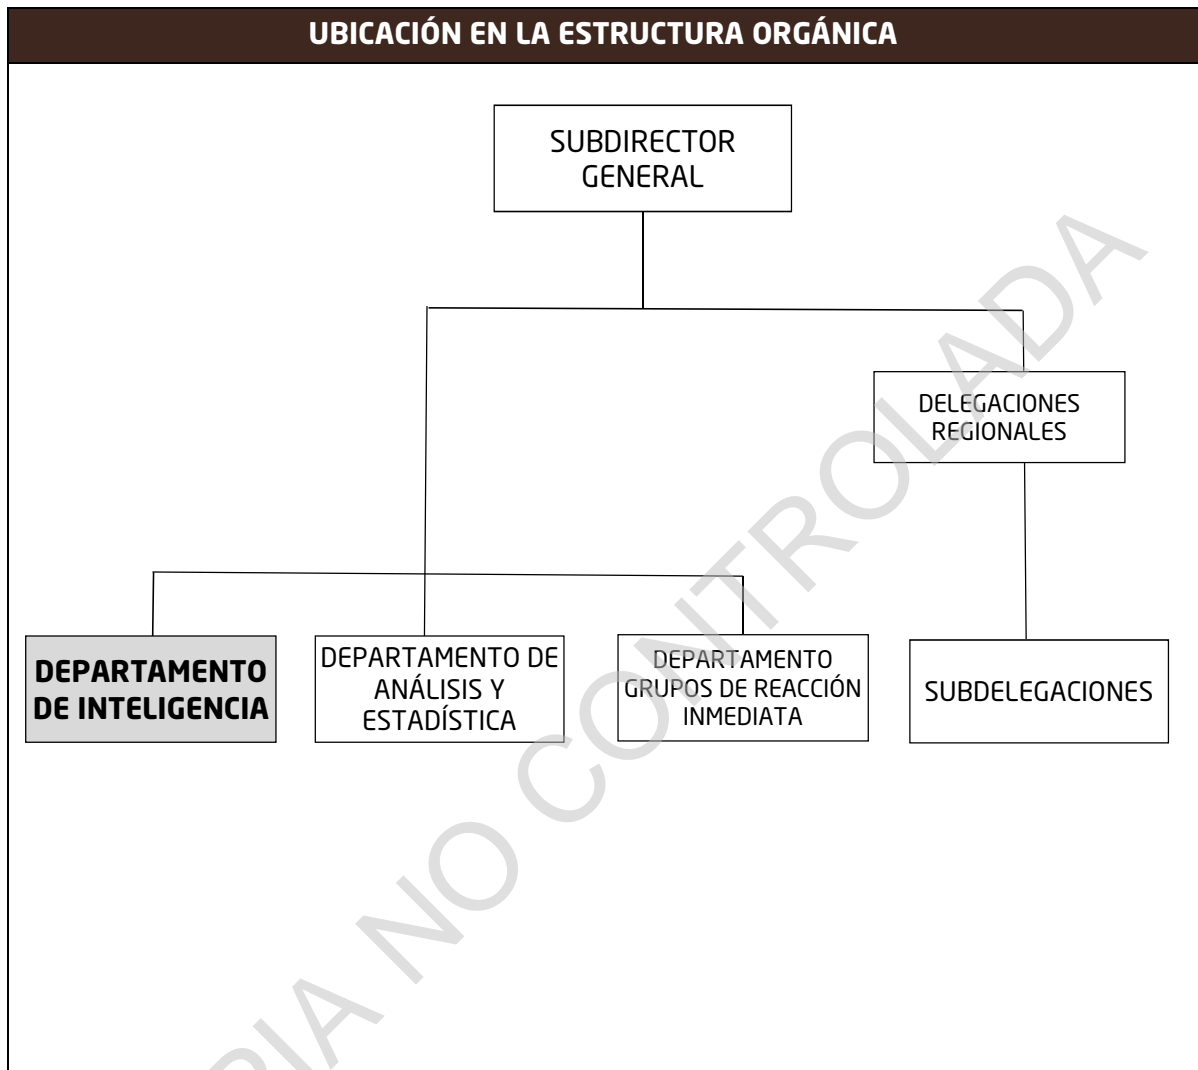 UBICACIÓN EN LA ESTRUCTURA ORGÁNICA
SUBDIRECTOR
GENERAL
DELEGACIONES
REGIONALES
DEPARTAMENTO
DE INTELIGENCIA
DEPARTAMENTO DE
ANÁLISIS Y
ESTADÍSTICA
DEPARTAMENTO
GRUPOS DE REACCIÓN
INMEDIATA
SUBDELEGACIONES
RIA NO CONTROLADA